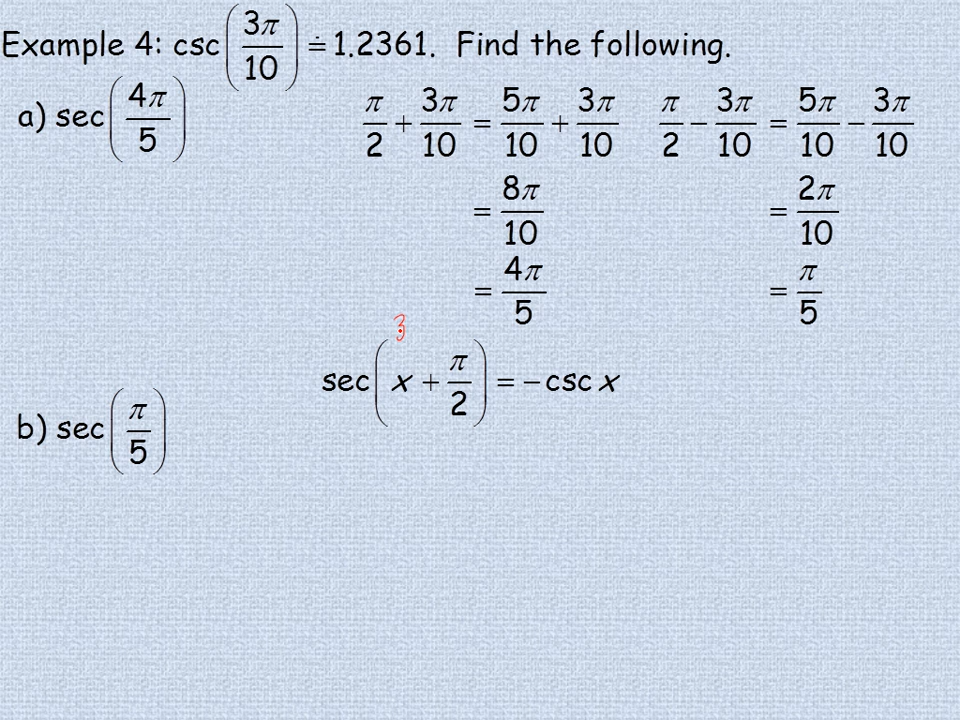 Example 4: csc(3π/10) ≐ 1.2361. Find the following.
a) sec(4π/5)
π/2 + 3π/10 = 5π/10 + 3π/10
= 8π/10
= 4π/5
π/2 − 3π/10 = 5π/10 − 3π/10
= 2π/10
= π/5
3
sec(x + π/2) = − csc x
b) sec(π/5)